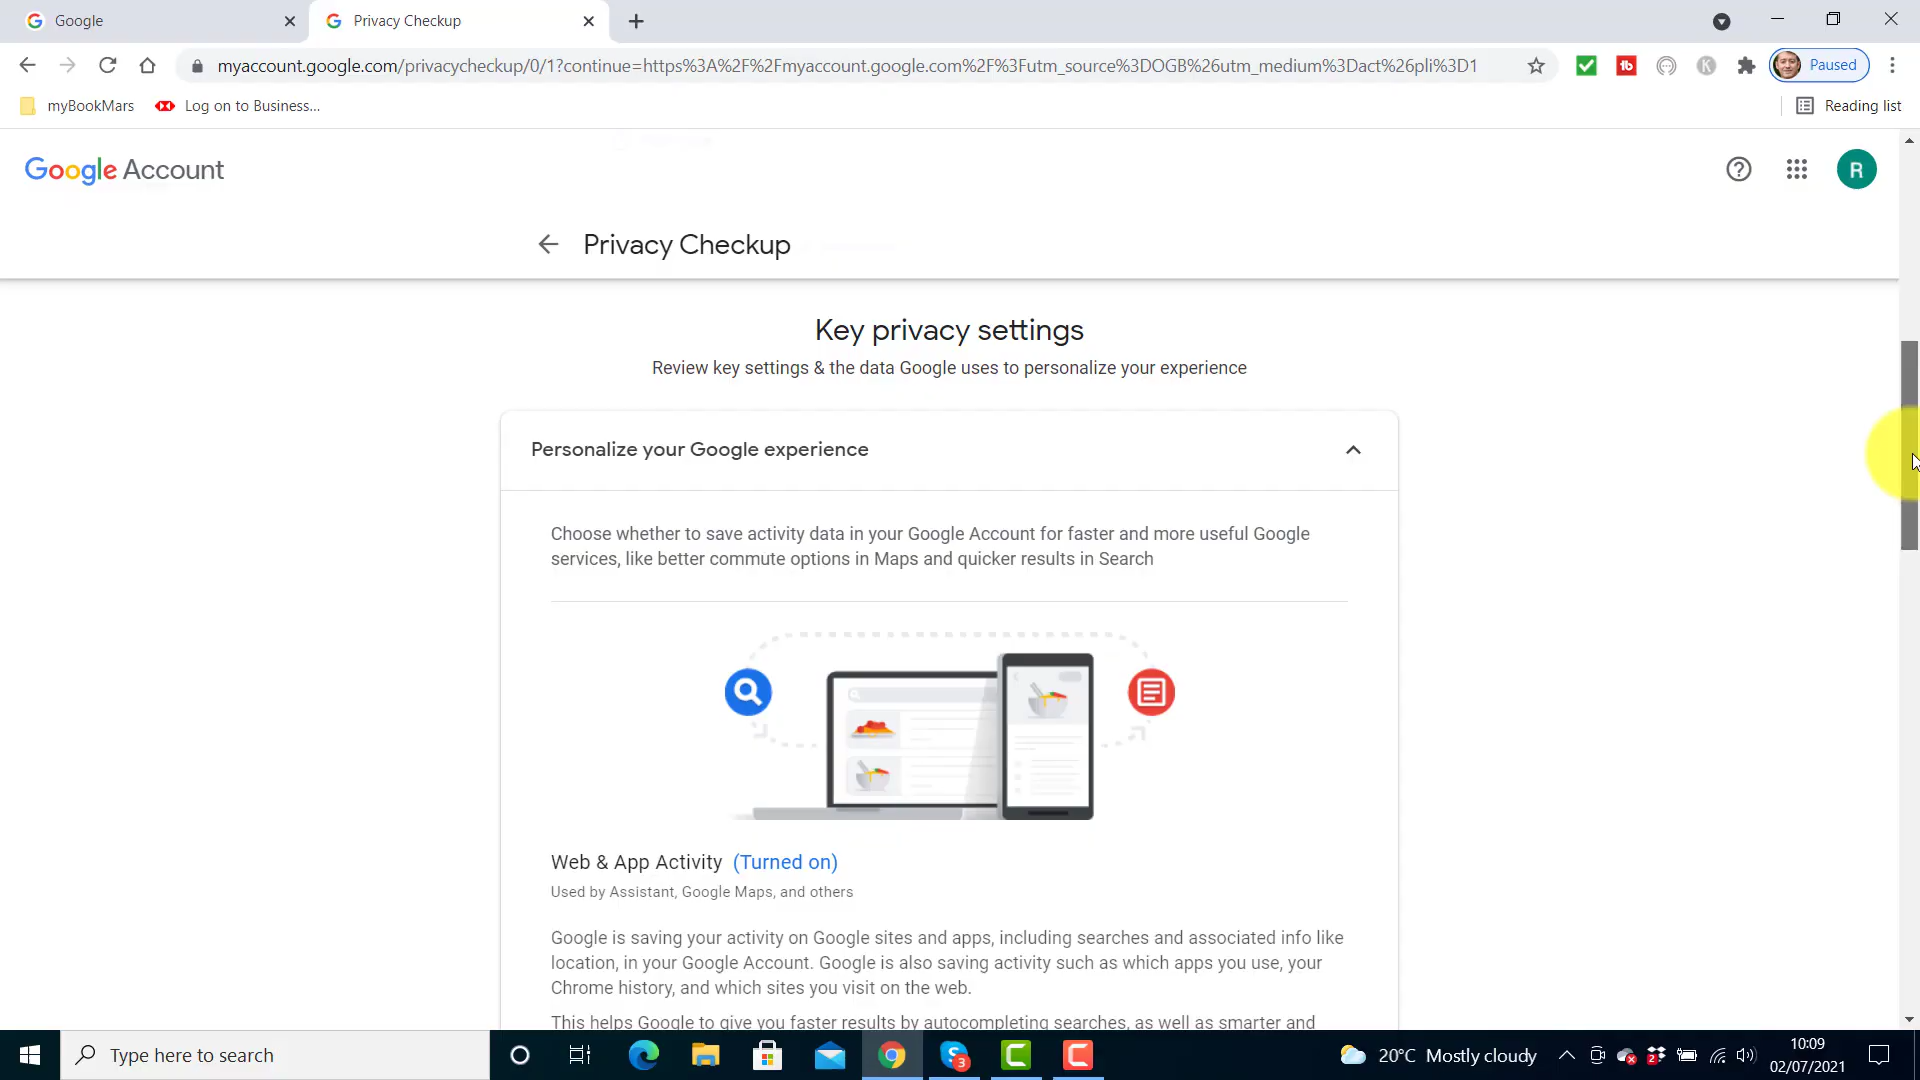 Google
Privacy Checkup
myaccount.google.com/privacycheckup/0/1?continue=https%3A%2F%2Fmyaccount.google.com%2F%3Futm_source%3DOGB%26utm_medium%3Dact%26pli%3D1
Paused
myBookMars
Log on to Business...
Reading list
Google Account
R
Privacy Checkup
Key privacy settings
Review key settings & the data Google uses to personalize your experience
Personalize your Google experience
Choose whether to save activity data in your Google Account for faster and more useful Google
services, like better commute options in Maps and quicker results in Search
Web & App Activity (Turned on)
Used by Assistant, Google Maps, and others
Google is saving your activity on Google sites and apps, including searches and associated info like
location, in your Google Account. Google is also saving activity such as which apps you use, your
Chrome history, and which sites you visit on the web.
This helps Google to give you faster results by autocompleting searches, as well as smarter and
Type here to search
3
20°C Mostly cloudy
2
10:09
02/07/2021